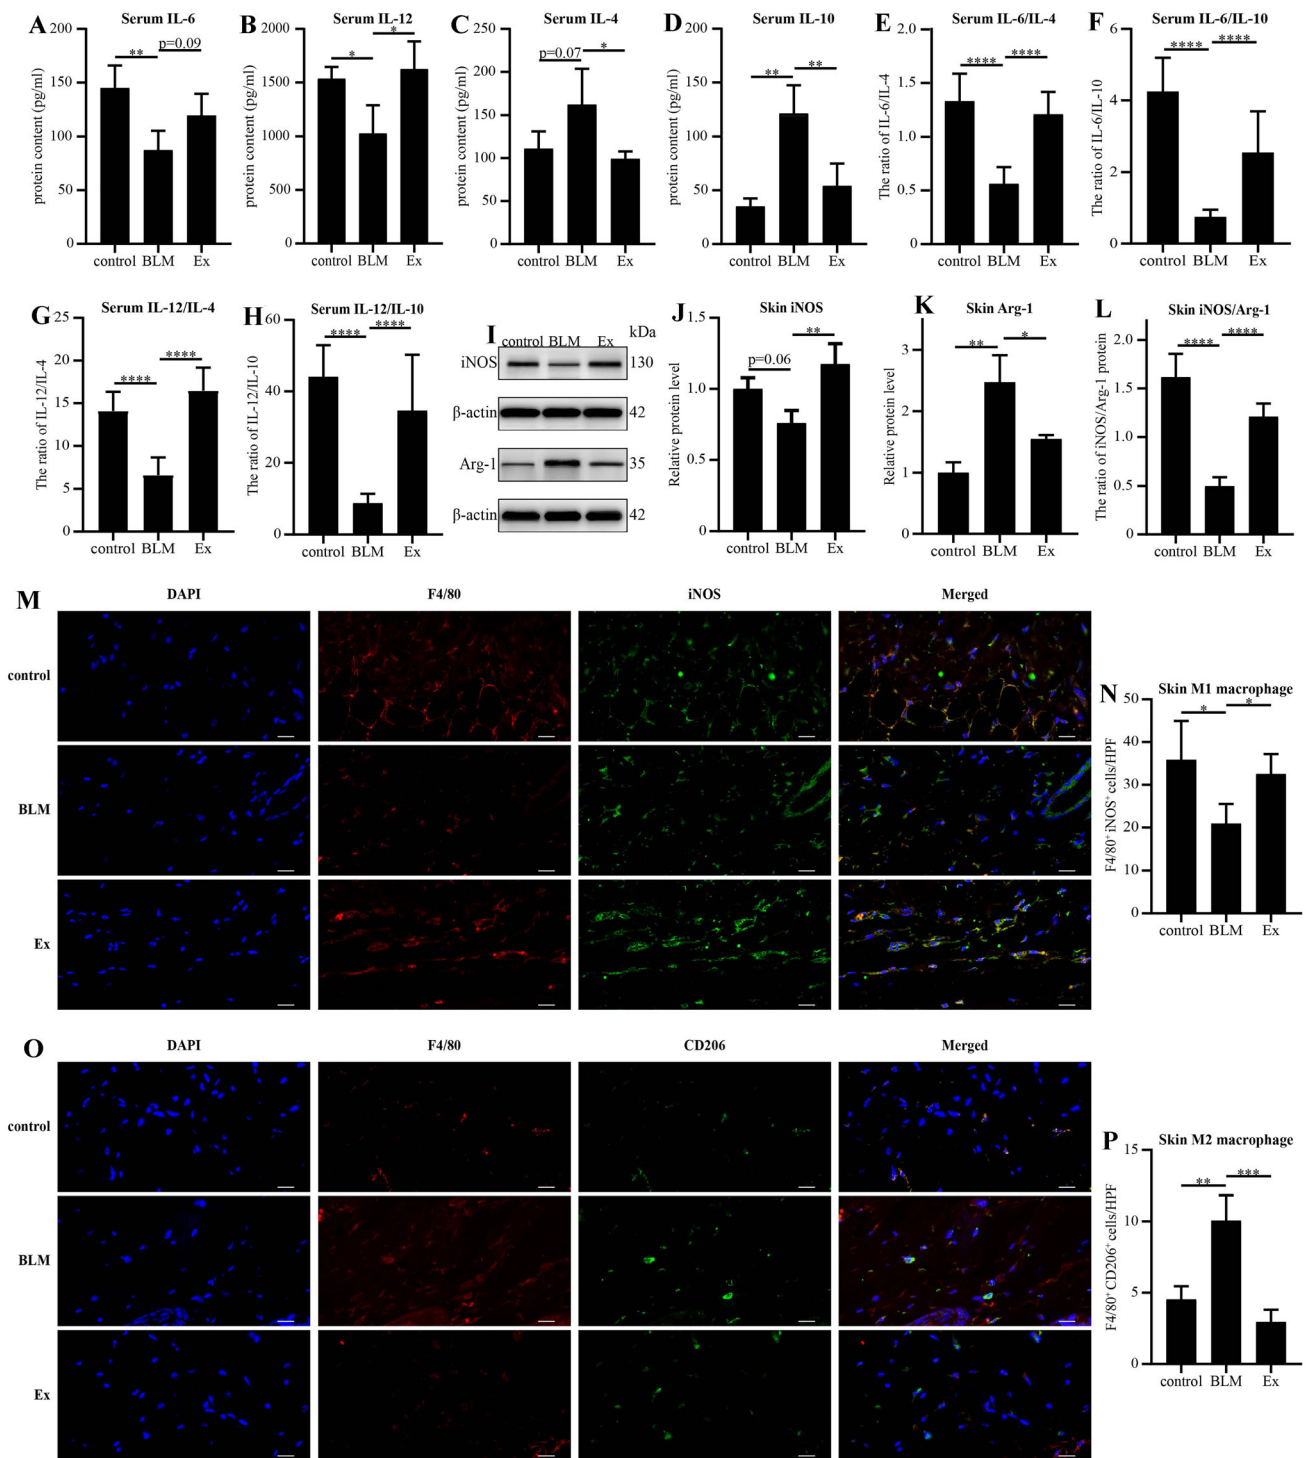 A
Serum IL-6
protein content (pg/ml)
200
150
100
50
0
**
p=0.09
control BLM Ex
B
Serum IL-12
protein content (pg/ml)
2000
1500
1000
500
0
*
*
control BLM Ex
C
Serum IL-4
protein content (pg/ml)
250
200
150
100
50
0
p=0.07
*
control BLM Ex
D
Serum IL-10
protein content (pg/ml)
200
150
100
50
0
**
**
control BLM Ex
E
Serum IL-6/IL-4
The ratio of IL-6/IL-4
2.0
1.5
1.0
0.5
0
****
****
control BLM Ex
F
Serum IL-6/IL-10
The ratio of IL-6/IL-10
6
4
2
0
****
****
control BLM Ex
G
Serum IL-12/IL-4
The ratio of IL-12/IL-4
25
20
15
10
5
0
****
****
control BLM Ex
H
Serum IL-12/IL-10
The ratio of IL-12/IL-10
60
40
20
0
****
****
control BLM Ex
I
control BLM Ex kDa
iNOS 130
β-actin 42
Arg-1 35
β-actin 42
J
Skin iNOS
Relative protein level
1.5
1.0
0.5
0
p=0.06
**
control BLM Ex
K
Skin Arg-1
Relative protein level
3
2
1
0
**
*
control BLM Ex
L
Skin iNOS/Arg-1
The ratio of iNOS/Arg-1 protein
2.0
1.5
1.0
0.5
0
****
****
control BLM Ex
M
DAPI F4/80 iNOS Merged
control
BLM
Ex
N
Skin M1 macrophage
F4/80⁺ iNOS⁺ cells/HPF
50
40
30
20
10
0
*
*
control BLM Ex
O
DAPI F4/80 CD206 Merged
control
BLM
Ex
P
Skin M2 macrophage
F4/80⁺ CD206⁺ cells/HPF
15
10
5
0
**
***
control BLM Ex